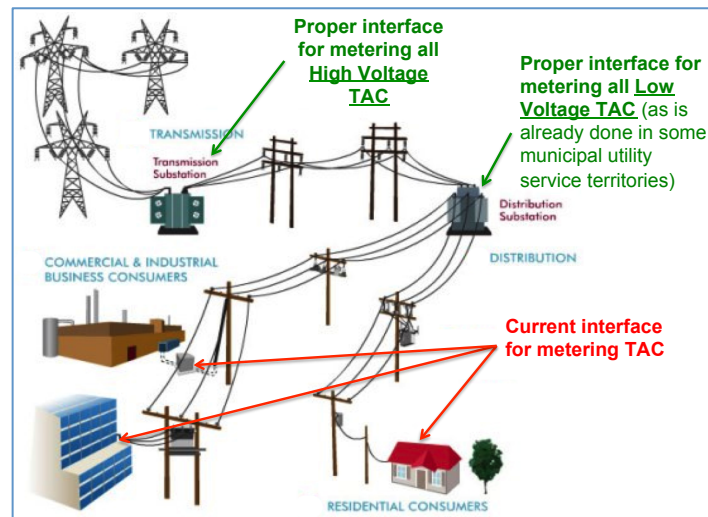 Proper interface
for metering all
High Voltage
TAC
Proper interface for
metering all Low
Voltage TAC (as is
already done in some
municipal utility
service territories)
TRANSMISSION
Transmission
Substation
Distribution
Substation
COMMERCIAL & INDUSTRIAL
BUSINESS CONSUMERS
DISTRIBUTION
Current interface
for metering TAC
RESIDENTIAL CONSUMERS